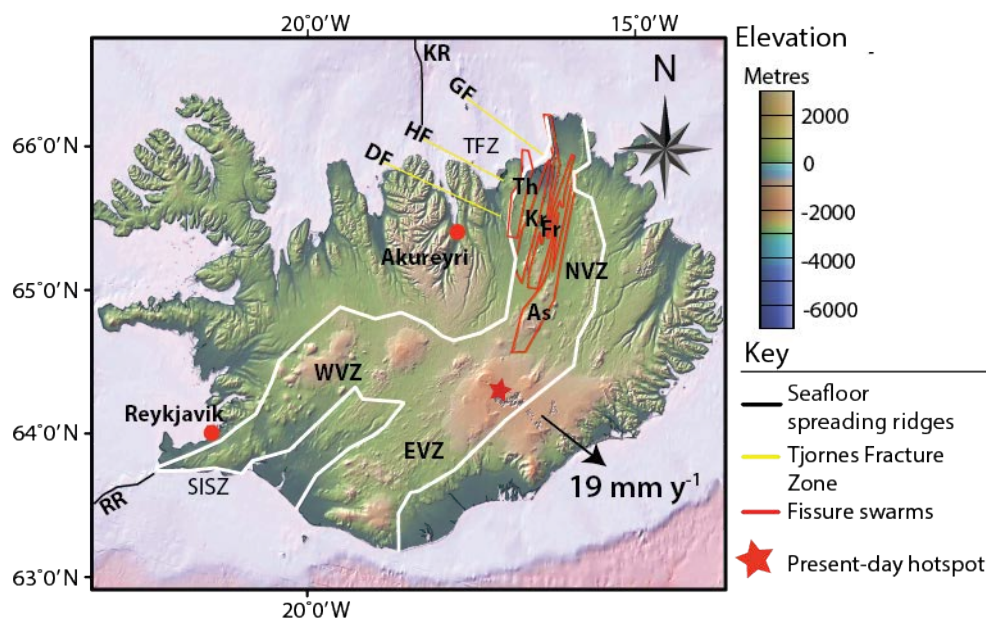 20˚0'W
15˚0'W
Elevation
KR
N
Metres
GF
2000
66˚0'N
HF
TFZ
0
DF
Th
-2000
Kr
Fr
Akureyri
NVZ
-4000
65˚0'N
As
-6000
Key
WVZ
Seafloor
spreading ridges
Reykjavik
64˚0'N
EVZ
Tjornes Fracture
Zone
SISZ
19 mm y-1
RR
Fissure swarms
Present-day hotspot
63˚0'N
20˚0'W